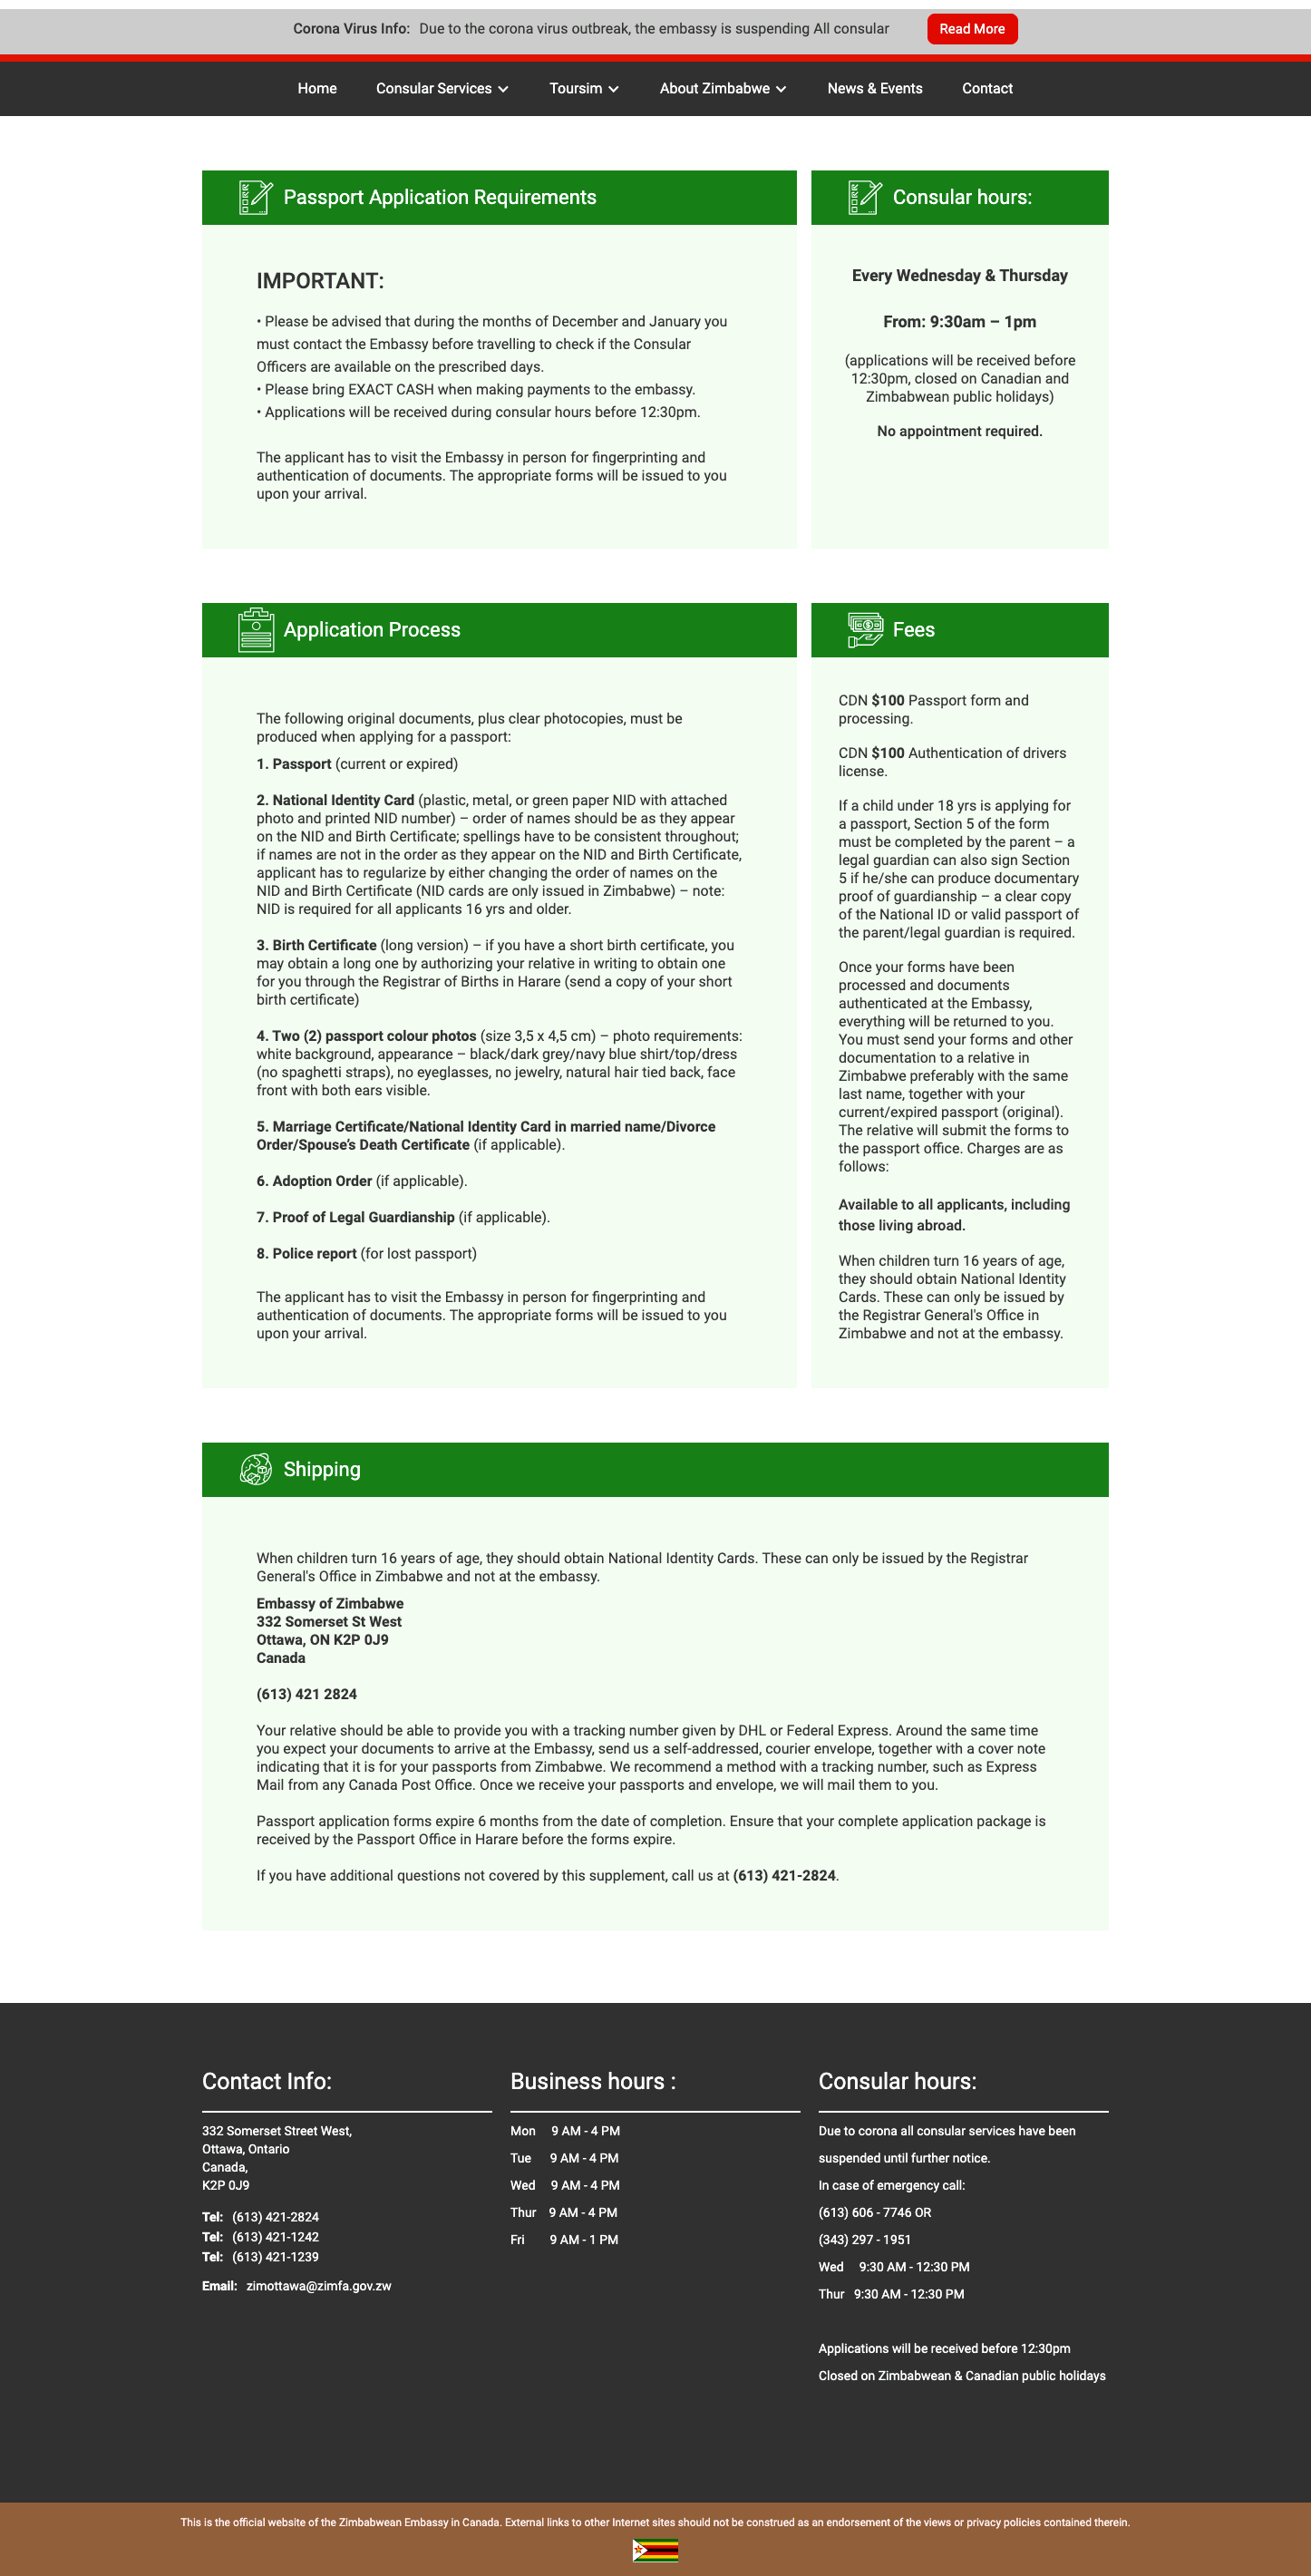 Corona Virus Info: Due to the corona virus outbreak, the embassy is suspending All consular
Read More
Home Consular Services Toursim About Zimbabwe News & Events Contact
Passport Application Requirements
IMPORTANT:
• Please be advised that during the months of December and January you
must contact the Embassy before travelling to check if the Consular
Officers are available on the prescribed days.
• Please bring EXACT CASH when making payments to the embassy.
• Applications will be received during consular hours before 12:30pm.
The applicant has to visit the Embassy in person for fingerprinting and
authentication of documents. The appropriate forms will be issued to you
upon your arrival.
Consular hours:
Every Wednesday & Thursday
From: 9:30am – 1pm
(applications will be received before
12:30pm, closed on Canadian and
Zimbabwean public holidays)
No appointment required.
Application Process
The following original documents, plus clear photocopies, must be
produced when applying for a passport:
1. Passport (current or expired)
2. National Identity Card (plastic, metal, or green paper NID with attached
photo and printed NID number) – order of names should be as they appear
on the NID and Birth Certificate; spellings have to be consistent throughout;
if names are not in the order as they appear on the NID and Birth Certificate,
applicant has to regularize by either changing the order of names on the
NID and Birth Certificate (NID cards are only issued in Zimbabwe) – note:
NID is required for all applicants 16 yrs and older.
3. Birth Certificate (long version) – if you have a short birth certificate, you
may obtain a long one by authorizing your relative in writing to obtain one
for you through the Registrar of Births in Harare (send a copy of your short
birth certificate)
4. Two (2) passport colour photos (size 3,5 x 4,5 cm) – photo requirements:
white background, appearance – black/dark grey/navy blue shirt/top/dress
(no spaghetti straps), no eyeglasses, no jewelry, natural hair tied back, face
front with both ears visible.
5. Marriage Certificate/National Identity Card in married name/Divorce
Order/Spouse’s Death Certificate (if applicable).
6. Adoption Order (if applicable).
7. Proof of Legal Guardianship (if applicable).
8. Police report (for lost passport)
The applicant has to visit the Embassy in person for fingerprinting and
authentication of documents. The appropriate forms will be issued to you
upon your arrival.
Fees
CDN $100 Passport form and
processing.
CDN $100 Authentication of drivers
license.
If a child under 18 yrs is applying for
a passport, Section 5 of the form
must be completed by the parent – a
legal guardian can also sign Section
5 if he/she can produce documentary
proof of guardianship – a clear copy
of the National ID or valid passport of
the parent/legal guardian is required.
Once your forms have been
processed and documents
authenticated at the Embassy,
everything will be returned to you.
You must send your forms and other
documentation to a relative in
Zimbabwe preferably with the same
last name, together with your
current/expired passport (original).
The relative will submit the forms to
the passport office. Charges are as
follows:
Available to all applicants, including
those living abroad.
When children turn 16 years of age,
they should obtain National Identity
Cards. These can only be issued by
the Registrar General's Office in
Zimbabwe and not at the embassy.
Shipping
When children turn 16 years of age, they should obtain National Identity Cards. These can only be issued by the Registrar
General's Office in Zimbabwe and not at the embassy.
Embassy of Zimbabwe
332 Somerset St West
Ottawa, ON K2P 0J9
Canada
(613) 421 2824
Your relative should be able to provide you with a tracking number given by DHL or Federal Express. Around the same time
you expect your documents to arrive at the Embassy, send us a self-addressed, courier envelope, together with a cover note
indicating that it is for your passports from Zimbabwe. We recommend a method with a tracking number, such as Express
Mail from any Canada Post Office. Once we receive your passports and envelope, we will mail them to you.
Passport application forms expire 6 months from the date of completion. Ensure that your complete application package is
received by the Passport Office in Harare before the forms expire.
If you have additional questions not covered by this supplement, call us at (613) 421-2824.
Contact Info:
332 Somerset Street West,
Ottawa, Ontario
Canada,
K2P 0J9
Tel: (613) 421-2824
Tel: (613) 421-1242
Tel: (613) 421-1239
Email: zimottawa@zimfa.gov.zw
Business hours :
Mon 9 AM - 4 PM
Tue 9 AM - 4 PM
Wed 9 AM - 4 PM
Thur 9 AM - 4 PM
Fri 9 AM - 1 PM
Consular hours:
Due to corona all consular services have been
suspended until further notice.
In case of emergency call:
(613) 606 - 7746 OR
(343) 297 - 1951
Wed 9:30 AM - 12:30 PM
Thur 9:30 AM - 12:30 PM
Applications will be received before 12:30pm
Closed on Zimbabwean & Canadian public holidays
This is the official website of the Zimbabwean Embassy in Canada. External links to other Internet sites should not be construed as an endorsement of the views or privacy policies contained therein.